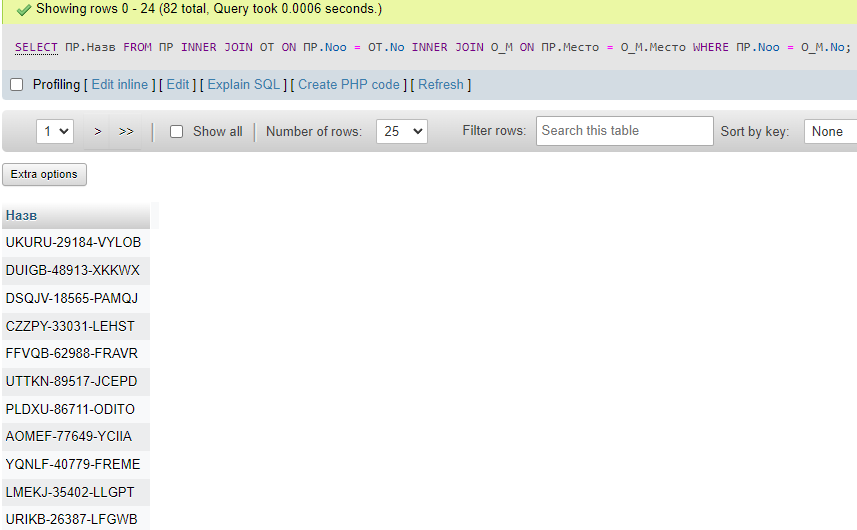 Showing rows 0 - 24 (82 total, Query took 0.0006 seconds.)
SELECT ПР.Назв FROM ПР INNER JOIN ОТ ON ПР.Noo = ОТ.No INNER JOIN О_М ON ПР.Место = О_М.Место WHERE ПР.Noo = О_М.No;
Profiling [ Edit inline ] [ Edit ] [ Explain SQL ] [ Create PHP code ] [ Refresh ]
1 > >> Show all Number of rows: 25 Filter rows: Search this table Sort by key: None
Extra options
Назв
UKURU-29184-VYLOB
DUIGB-48913-XKKWX
DSQJV-18565-PAMQJ
CZZPY-33031-LEHST
FFVQB-62988-FRAVR
UTTKN-89517-JCEPD
PLDXU-86711-ODITO
AOMEF-77649-YCIIA
YQNLF-40779-FREME
LMEKJ-35402-LLGPT
URIKB-26387-LFGWB